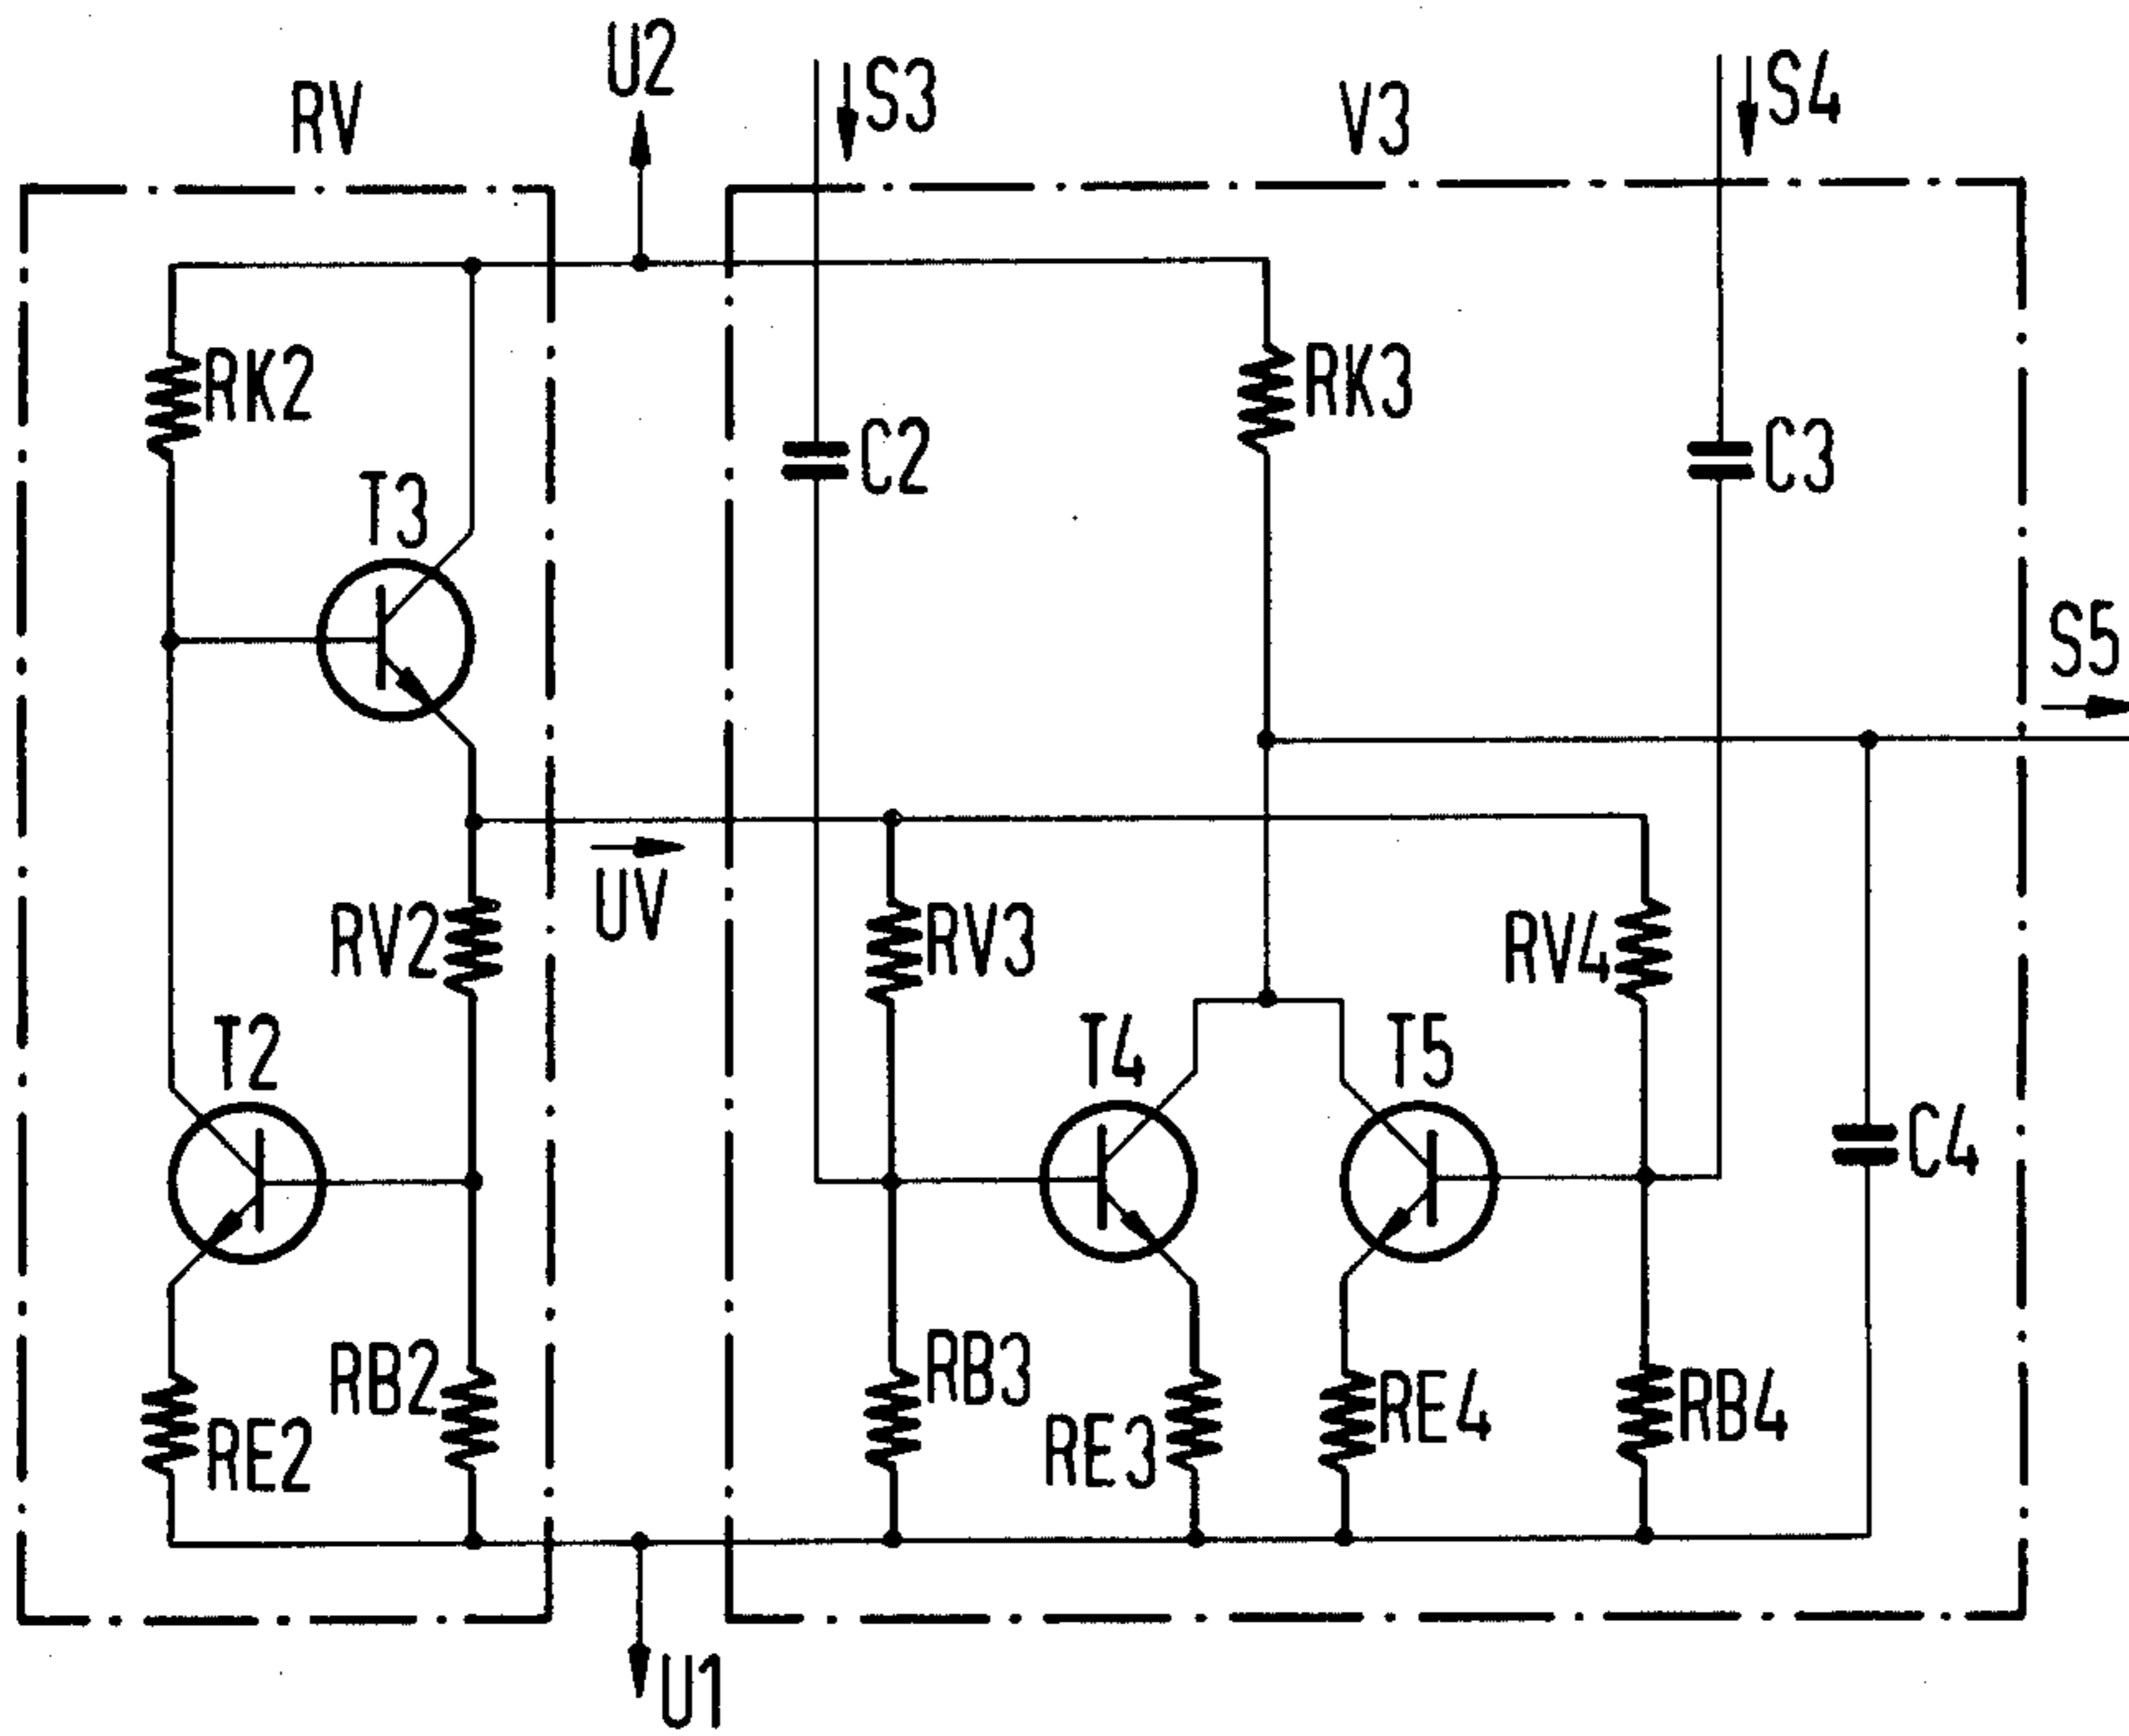 RV
U2
S3
V3
S4
RK2
RK3
C2
C3
T3
S5
UV
RV2
RV3
RV4
T2
T4
T5
C4
RB2
RB3
RE2
RE3
RE4
RB4
U1